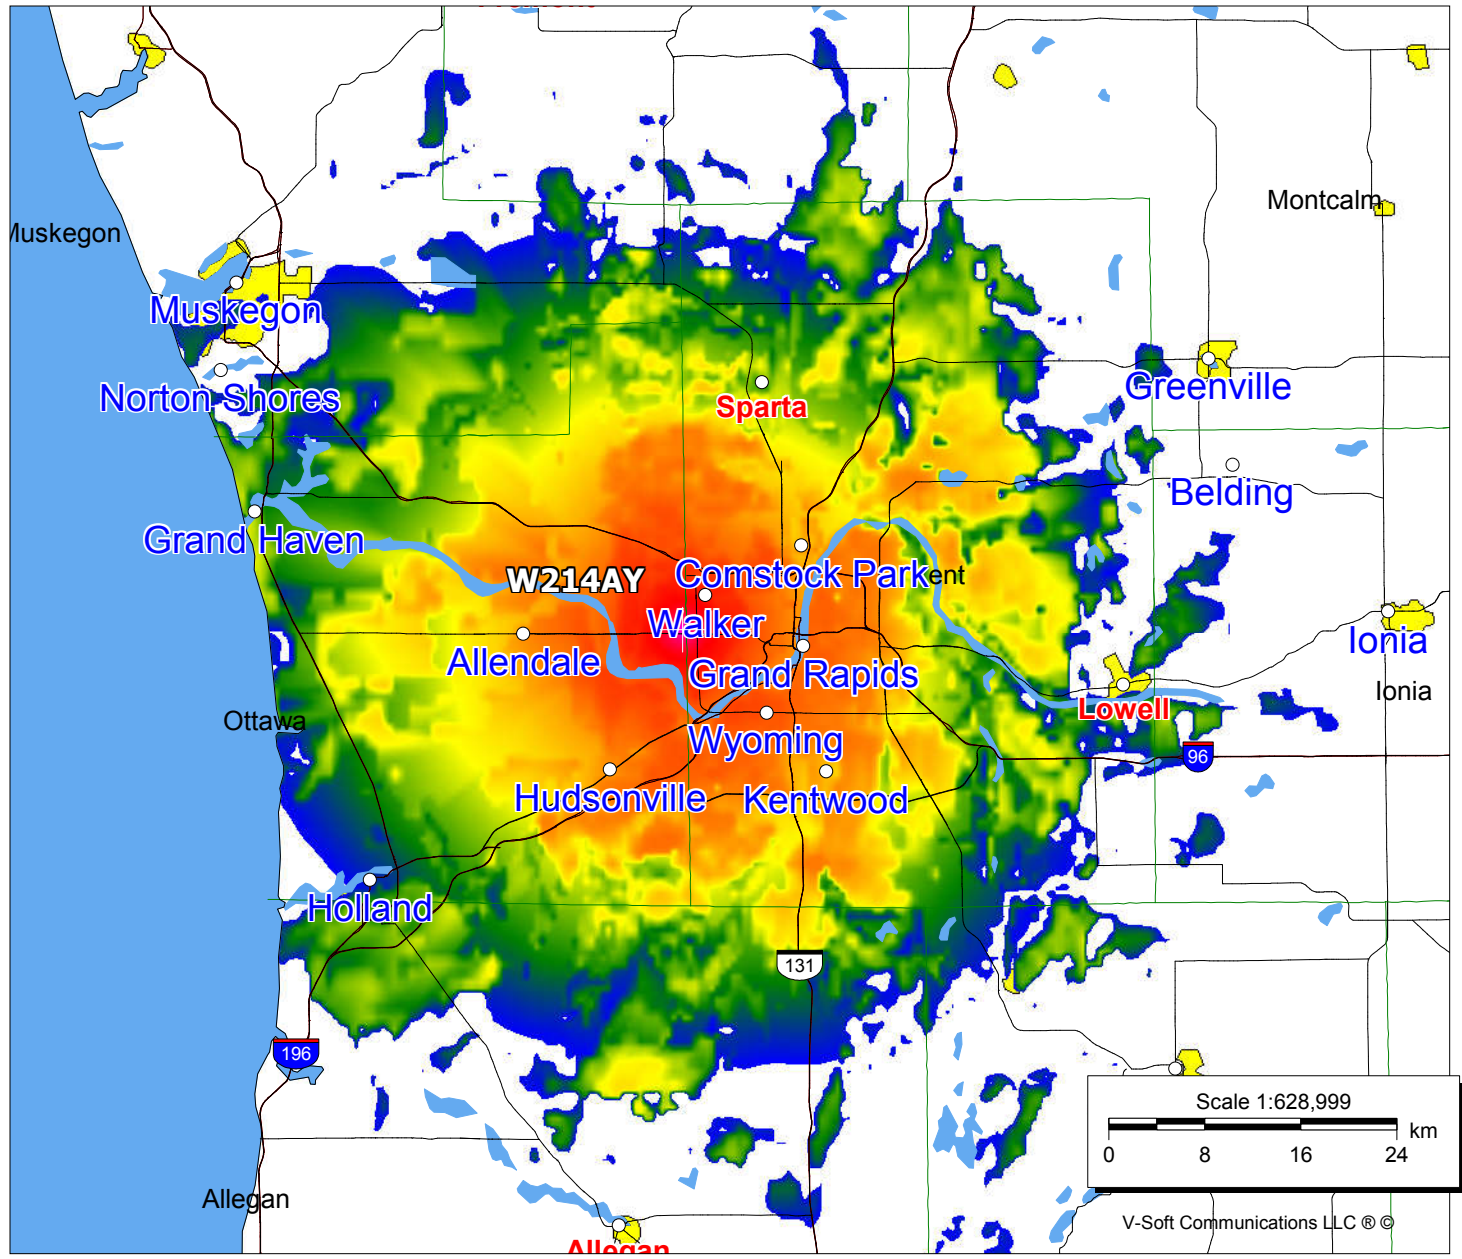 Montcalm
Muskegon
Muskegon
Norton Shores
Greenville
Sparta
Belding
Grand Haven
W214AY
Comstock Park
ent
Walker
Ionia
Allendale
Grand Rapids
Ionia
Lowell
Ottawa
Wyoming
96
Hudsonville
Kentwood
Holland
131
196
Scale 1:628,999
km
0 8 16 24
Allegan
V-Soft Communications LLC ® ©
Allegan